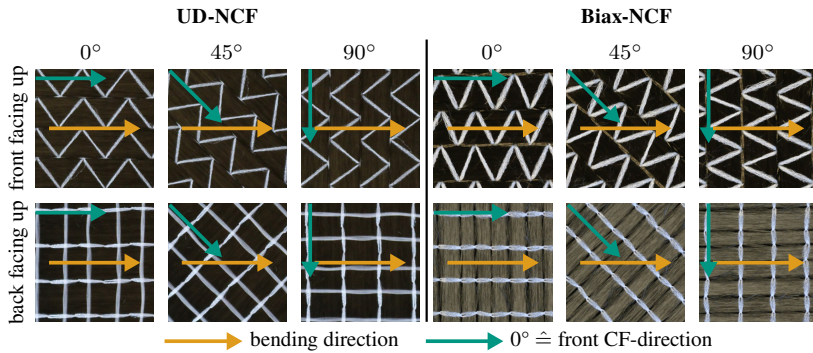 UD-NCF Biax-NCF
0° 45° 90° 0° 45° 90°
front facing up
back facing up
bending direction 0° ≙ front CF-direction